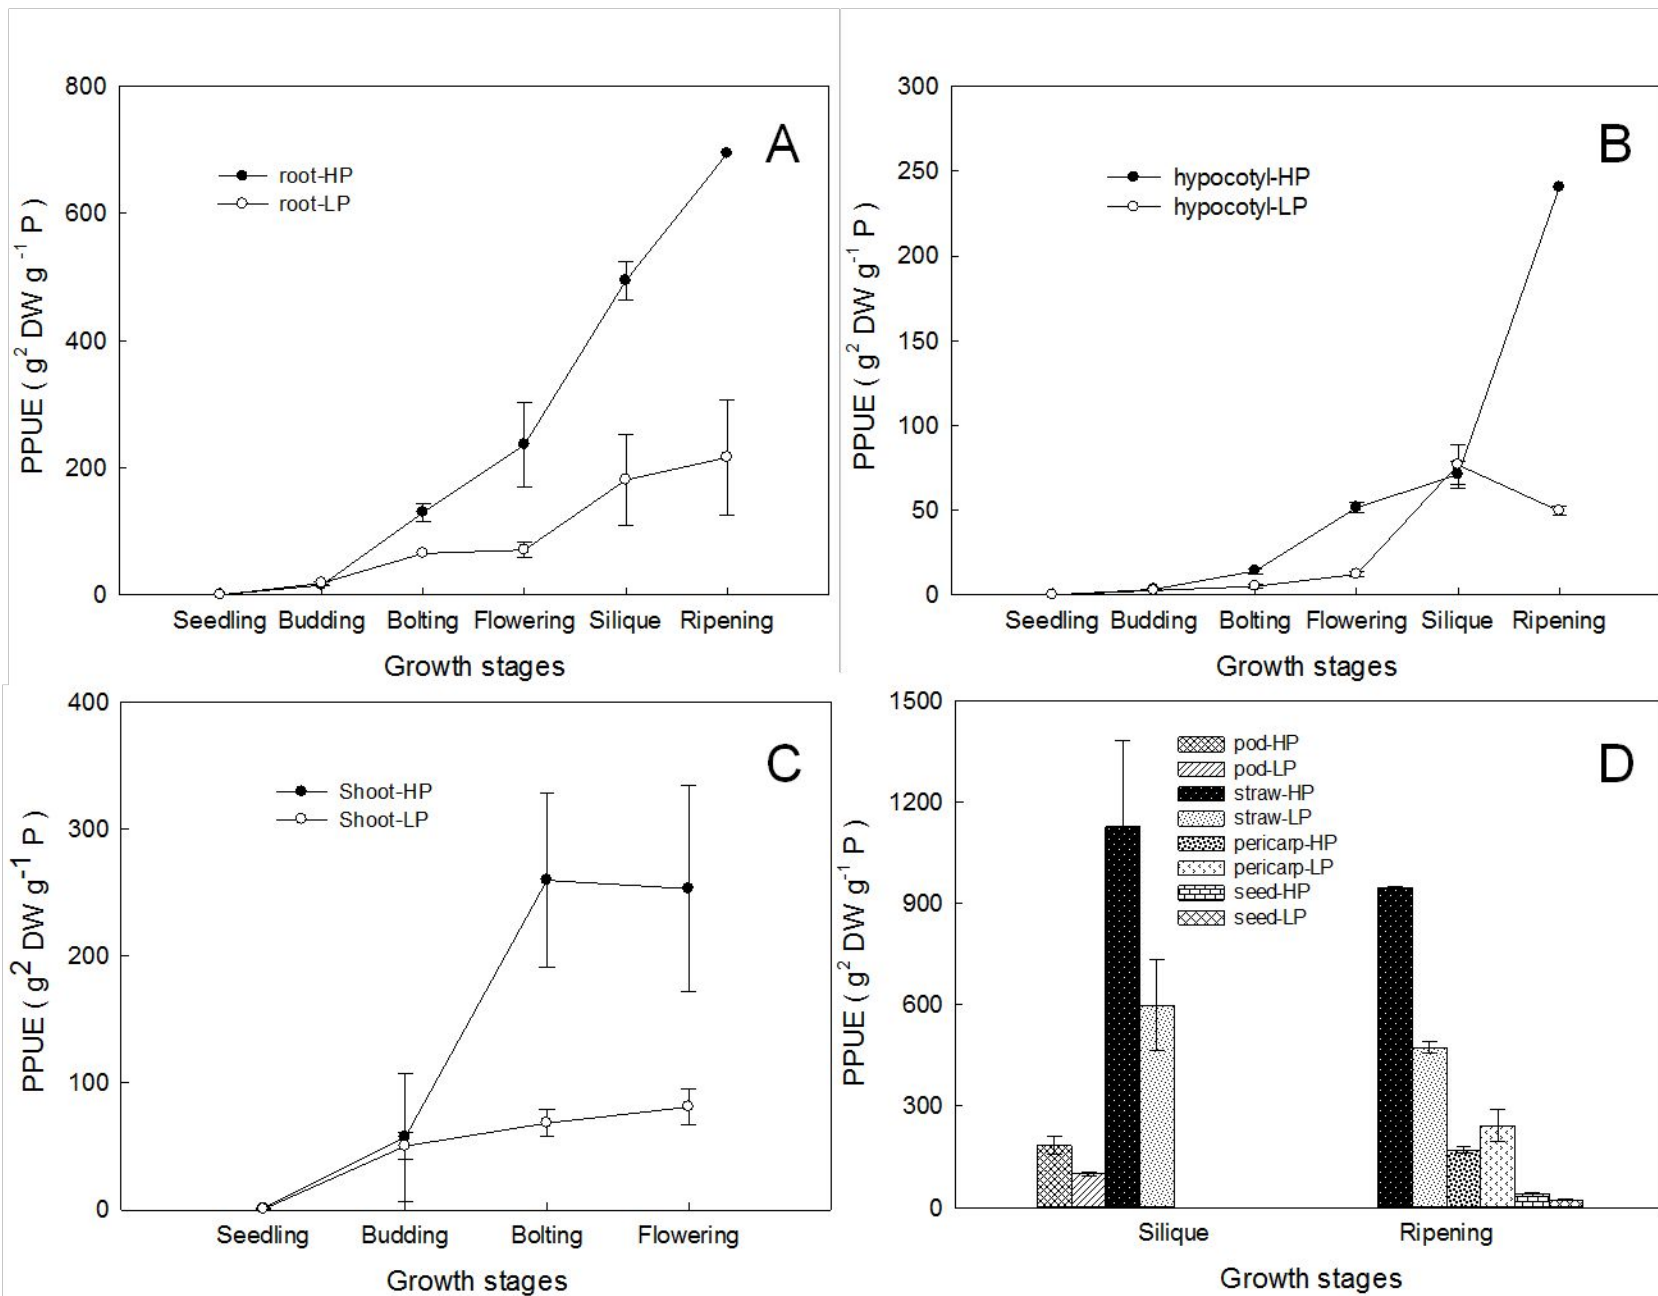 A
800
600
400
200
0
root-HP
root-LP
PPUE ( g² DW g⁻¹ P )
Seedling Budding Bolting Flowering Silique Ripening
Growth stages
B
300
250
200
150
100
50
0
hypocotyl-HP
hypocotyl-LP
PPUE ( g² DW g⁻¹ P )
Seedling Budding Bolting Flowering Silique Ripening
Growth stages
C
400
300
200
100
0
Shoot-HP
Shoot-LP
PPUE ( g² DW g⁻¹ P )
Seedling Budding Bolting Flowering
Growth stages
D
1500
1200
900
600
300
0
pod-HP
pod-LP
straw-HP
straw-LP
pericarp-HP
pericarp-LP
seed-HP
seed-LP
PPUE ( g² DW g⁻¹ P )
Silique Ripening
Growth stages